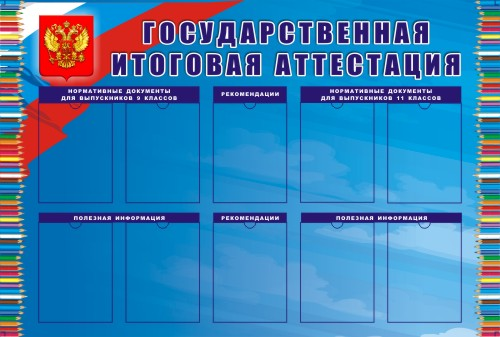 ГОСУДАРСТВЕННАЯ
ИТОГОВАЯ АТТЕСТАЦИЯ
НОРМАТИВНЫЕ ДОКУМЕНТЫ
ДЛЯ ВЫПУСКНИКОВ 9 КЛАССОВ
РЕКОМЕНДАЦИИ
НОРМАТИВНЫЕ ДОКУМЕНТЫ
ДЛЯ ВЫПУСКНИКОВ 11 КЛАССОВ
ПОЛЕЗНАЯ ИНФОРМАЦИЯ
РЕКОМЕНДАЦИИ
ПОЛЕЗНАЯ ИНФОРМАЦИЯ